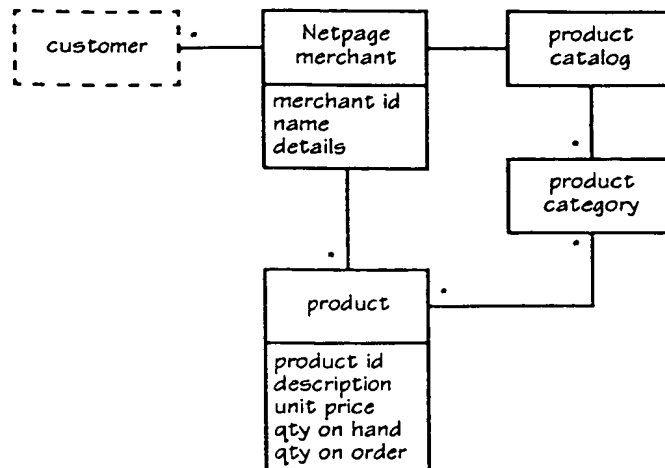 customer
Netpage
merchant
merchant id
name
details
product
catalog
product
category
product
product id
description
unit price
qty on hand
qty on order